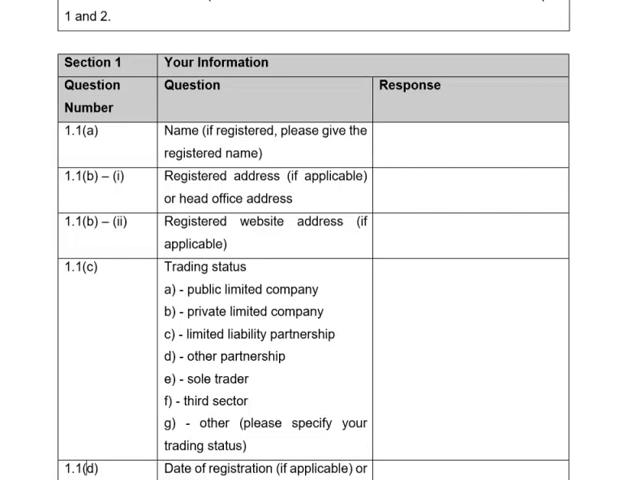 1 and 2.
Section 1 Your Information
Question Question Response
Number
1.1(a) Name (if registered, please give the
registered name)
1.1(b) – (i) Registered address (if applicable)
or head office address
1.1(b) – (ii) Registered website address (if
applicable)
1.1(c) Trading status
a) - public limited company
b) - private limited company
c) - limited liability partnership
d) - other partnership
e) - sole trader
f) - third sector
g) - other (please specify your
trading status)
1.1(d) Date of registration (if applicable) or